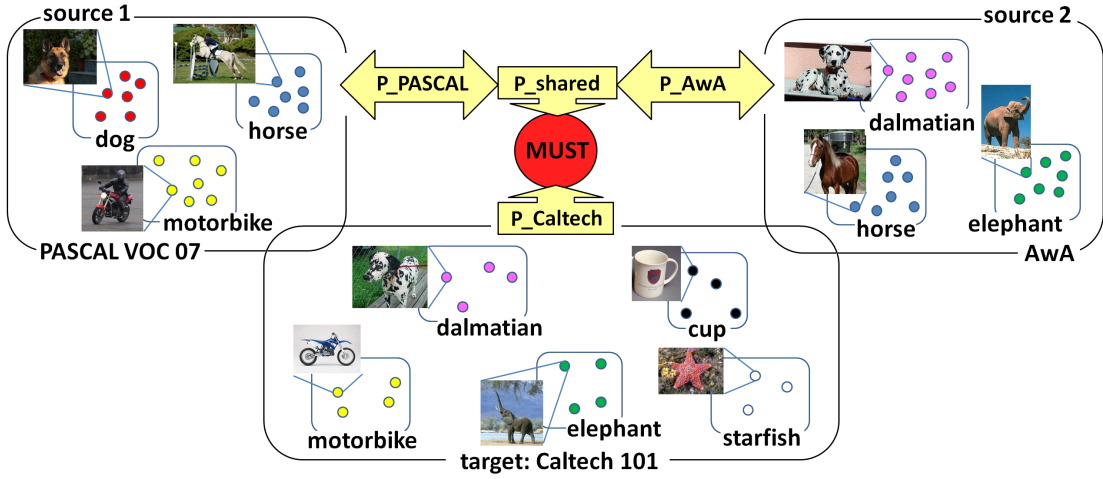 source 1
source 2
P_PASCAL
P_shared
P_AwA
dog
horse
dalmatian
MUST
motorbike
P_Caltech
horse
elephant
PASCAL VOC 07
AwA
dalmatian
cup
motorbike
elephant
starfish
target: Caltech 101